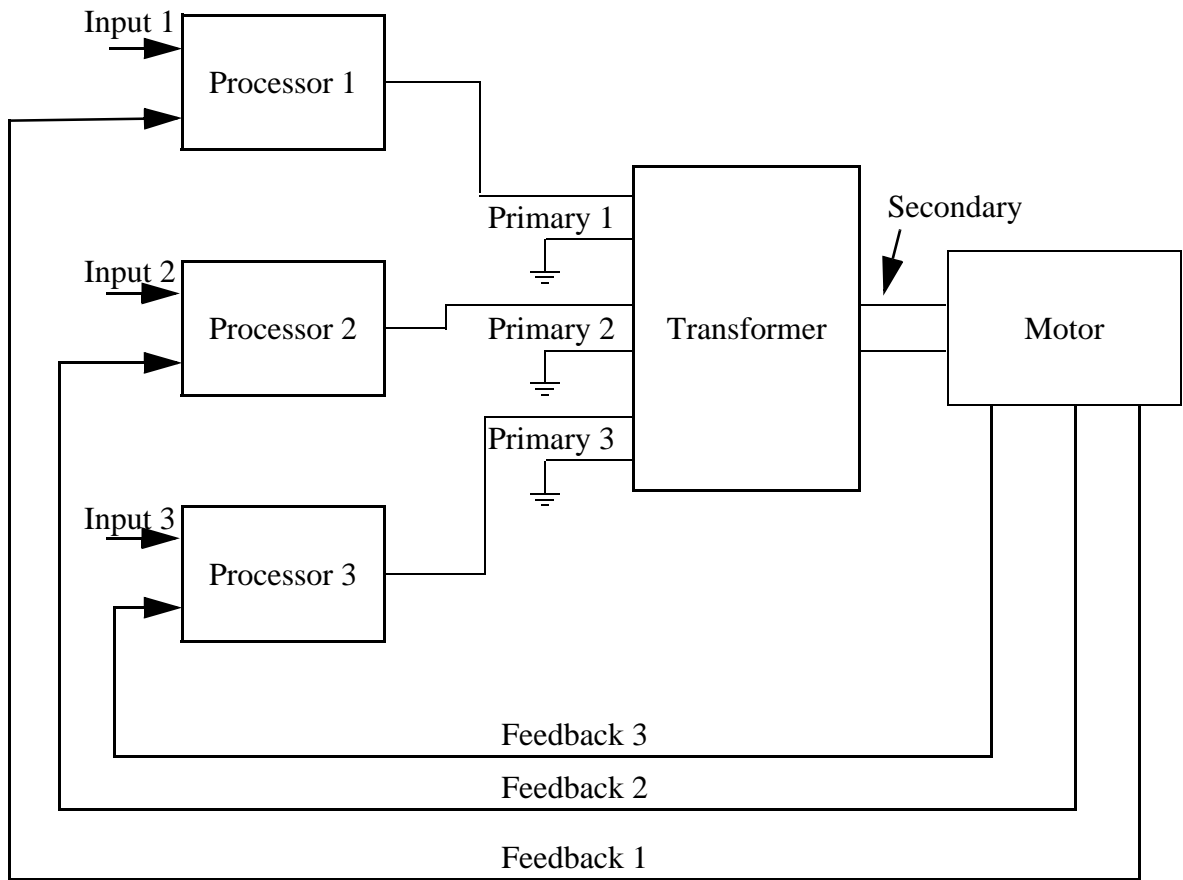 Input 1
Processor 1
Primary 1
Secondary
Input 2
Processor 2
Primary 2
Transformer
Motor
Primary 3
Input 3
Processor 3
Feedback 3
Feedback 2
Feedback 1